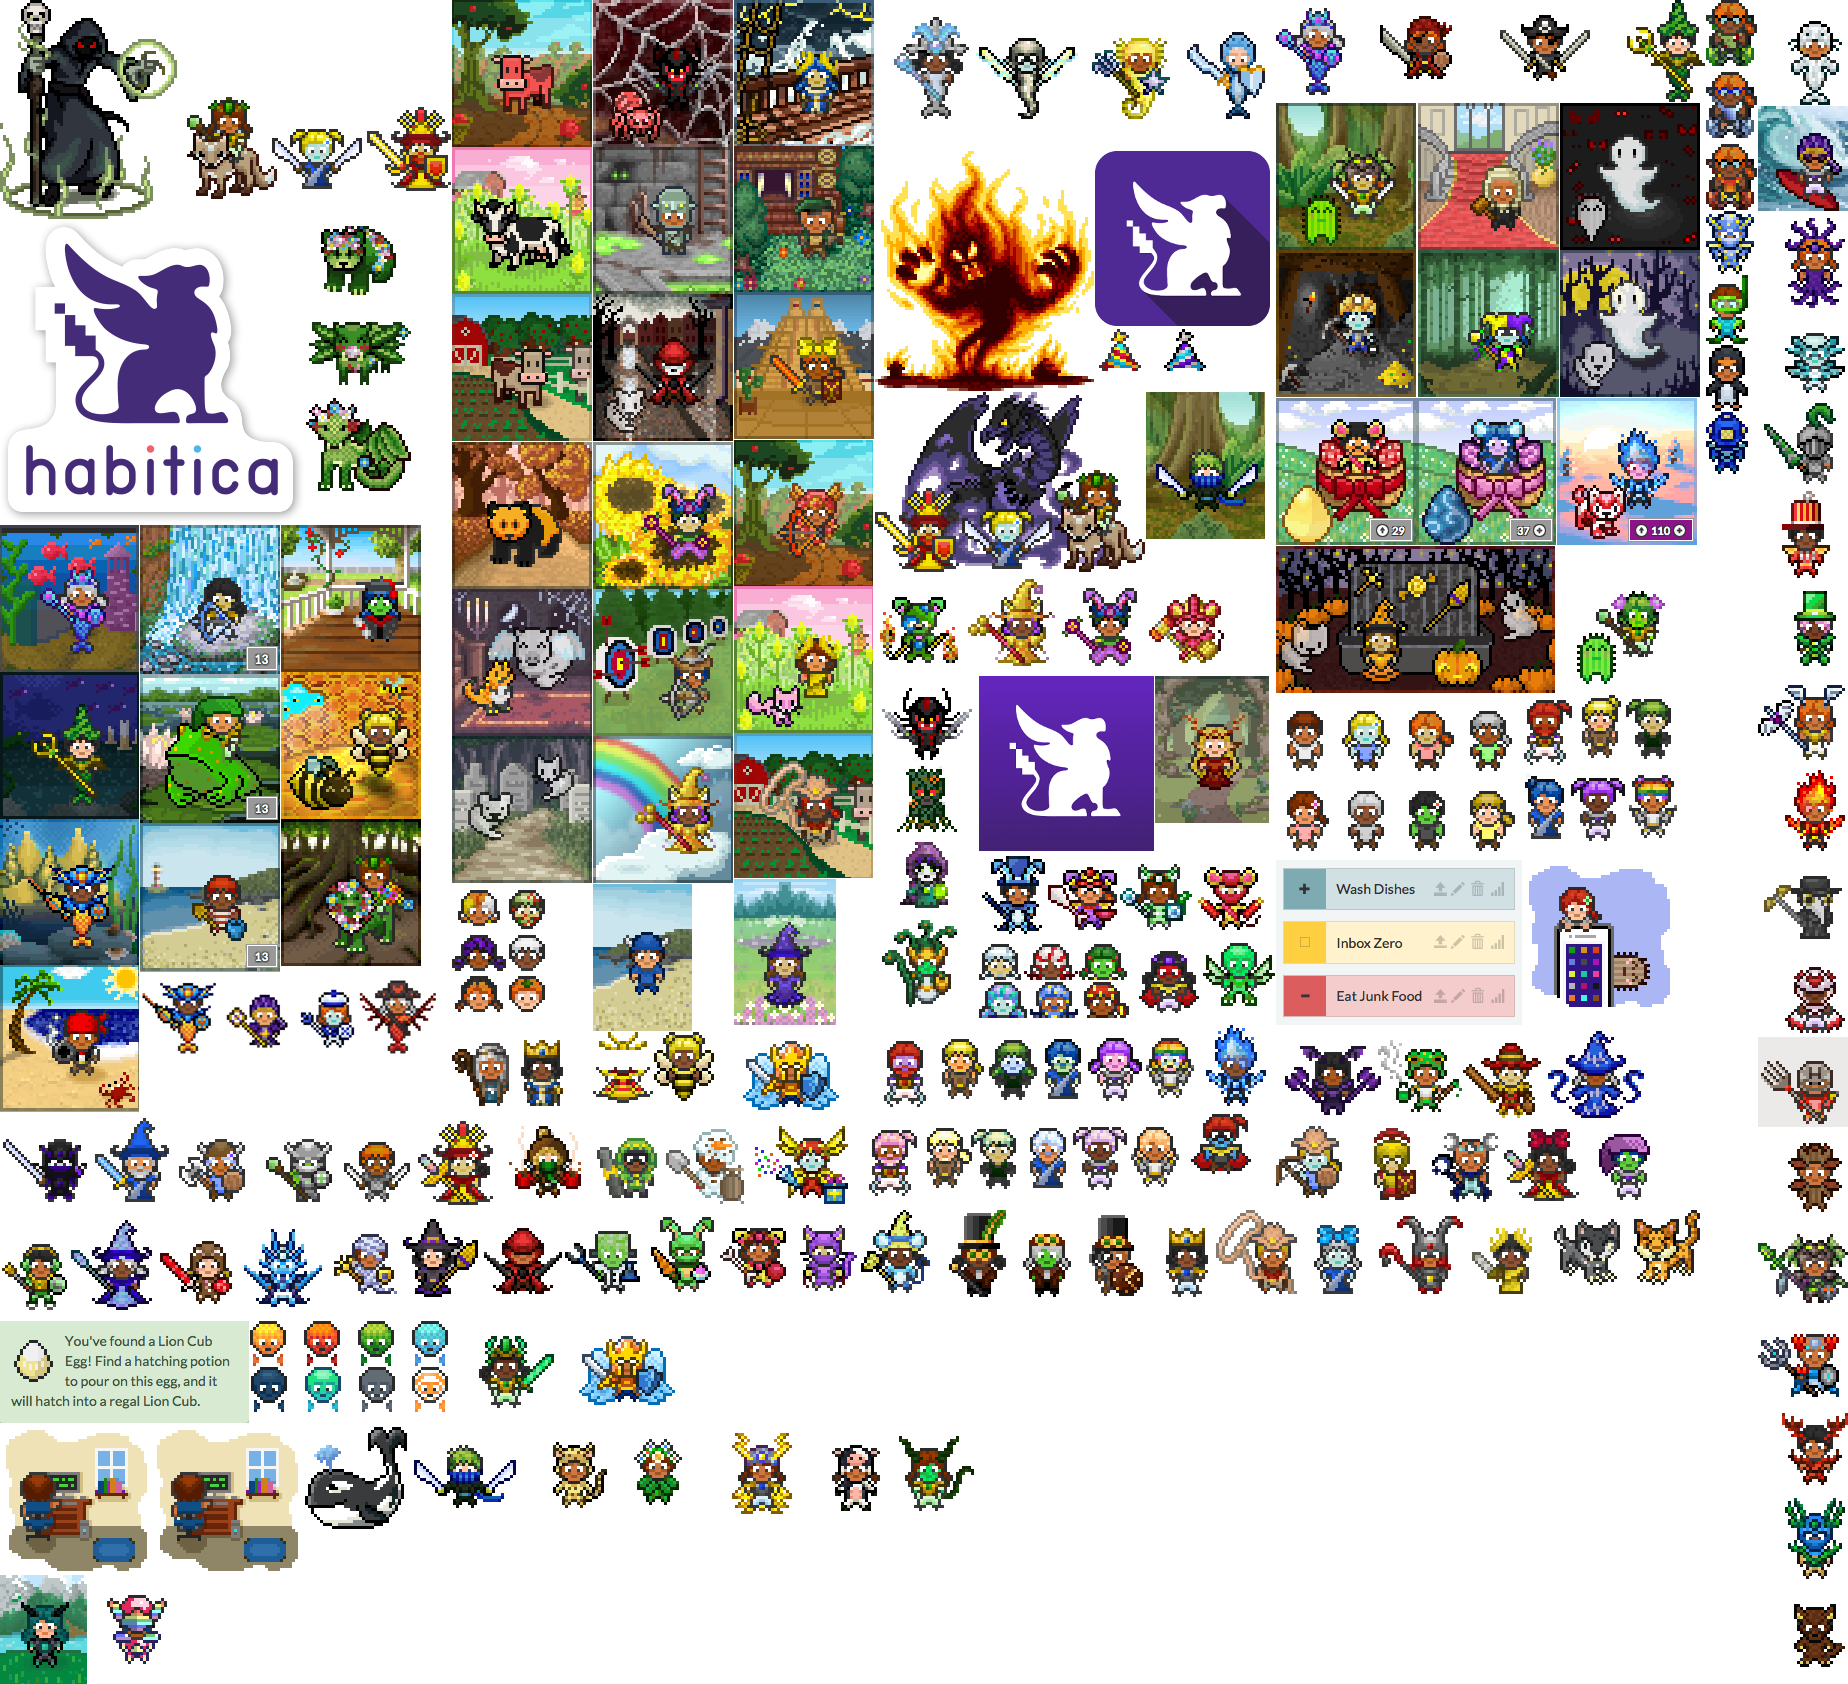 habitica
13
13
13
29
37
110
Wash Dishes
Inbox Zero
Eat Junk Food
You've found a Lion Cub
Egg! Find a hatching potion
to pour on this egg, and it
will hatch into a regal Lion Cub.